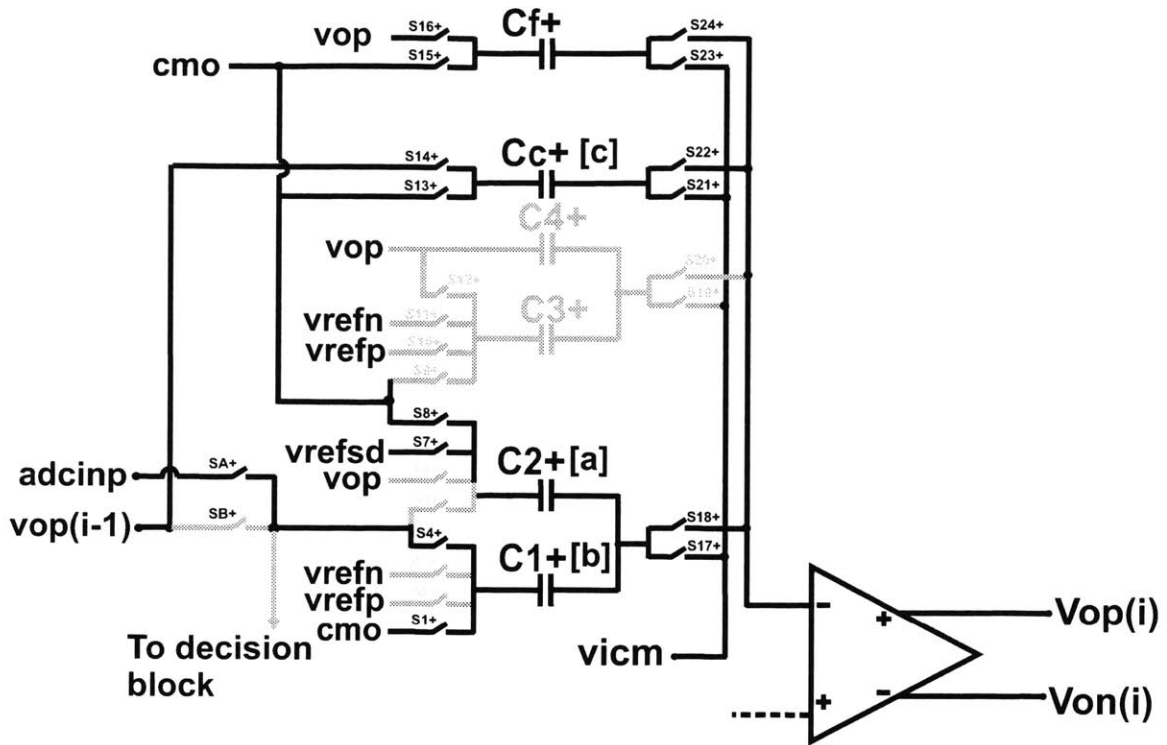 vop S16+ Cf+ S24+
cmo S15+ S23+
S14+ Cc+ [c] S22+
S13+ S21+
C4+
vop
S12+
vrefn C3+
vrefp
S8+
vrefsd S7+ C2+ [a]
adcinp SA+ vop
vop(i-1) SB+ S4+ S18+
C1+ [b] S17+
vrefn
vrefp
cmo S1+
To decision
block
vicm
- + Vop(i)
+ - Von(i)